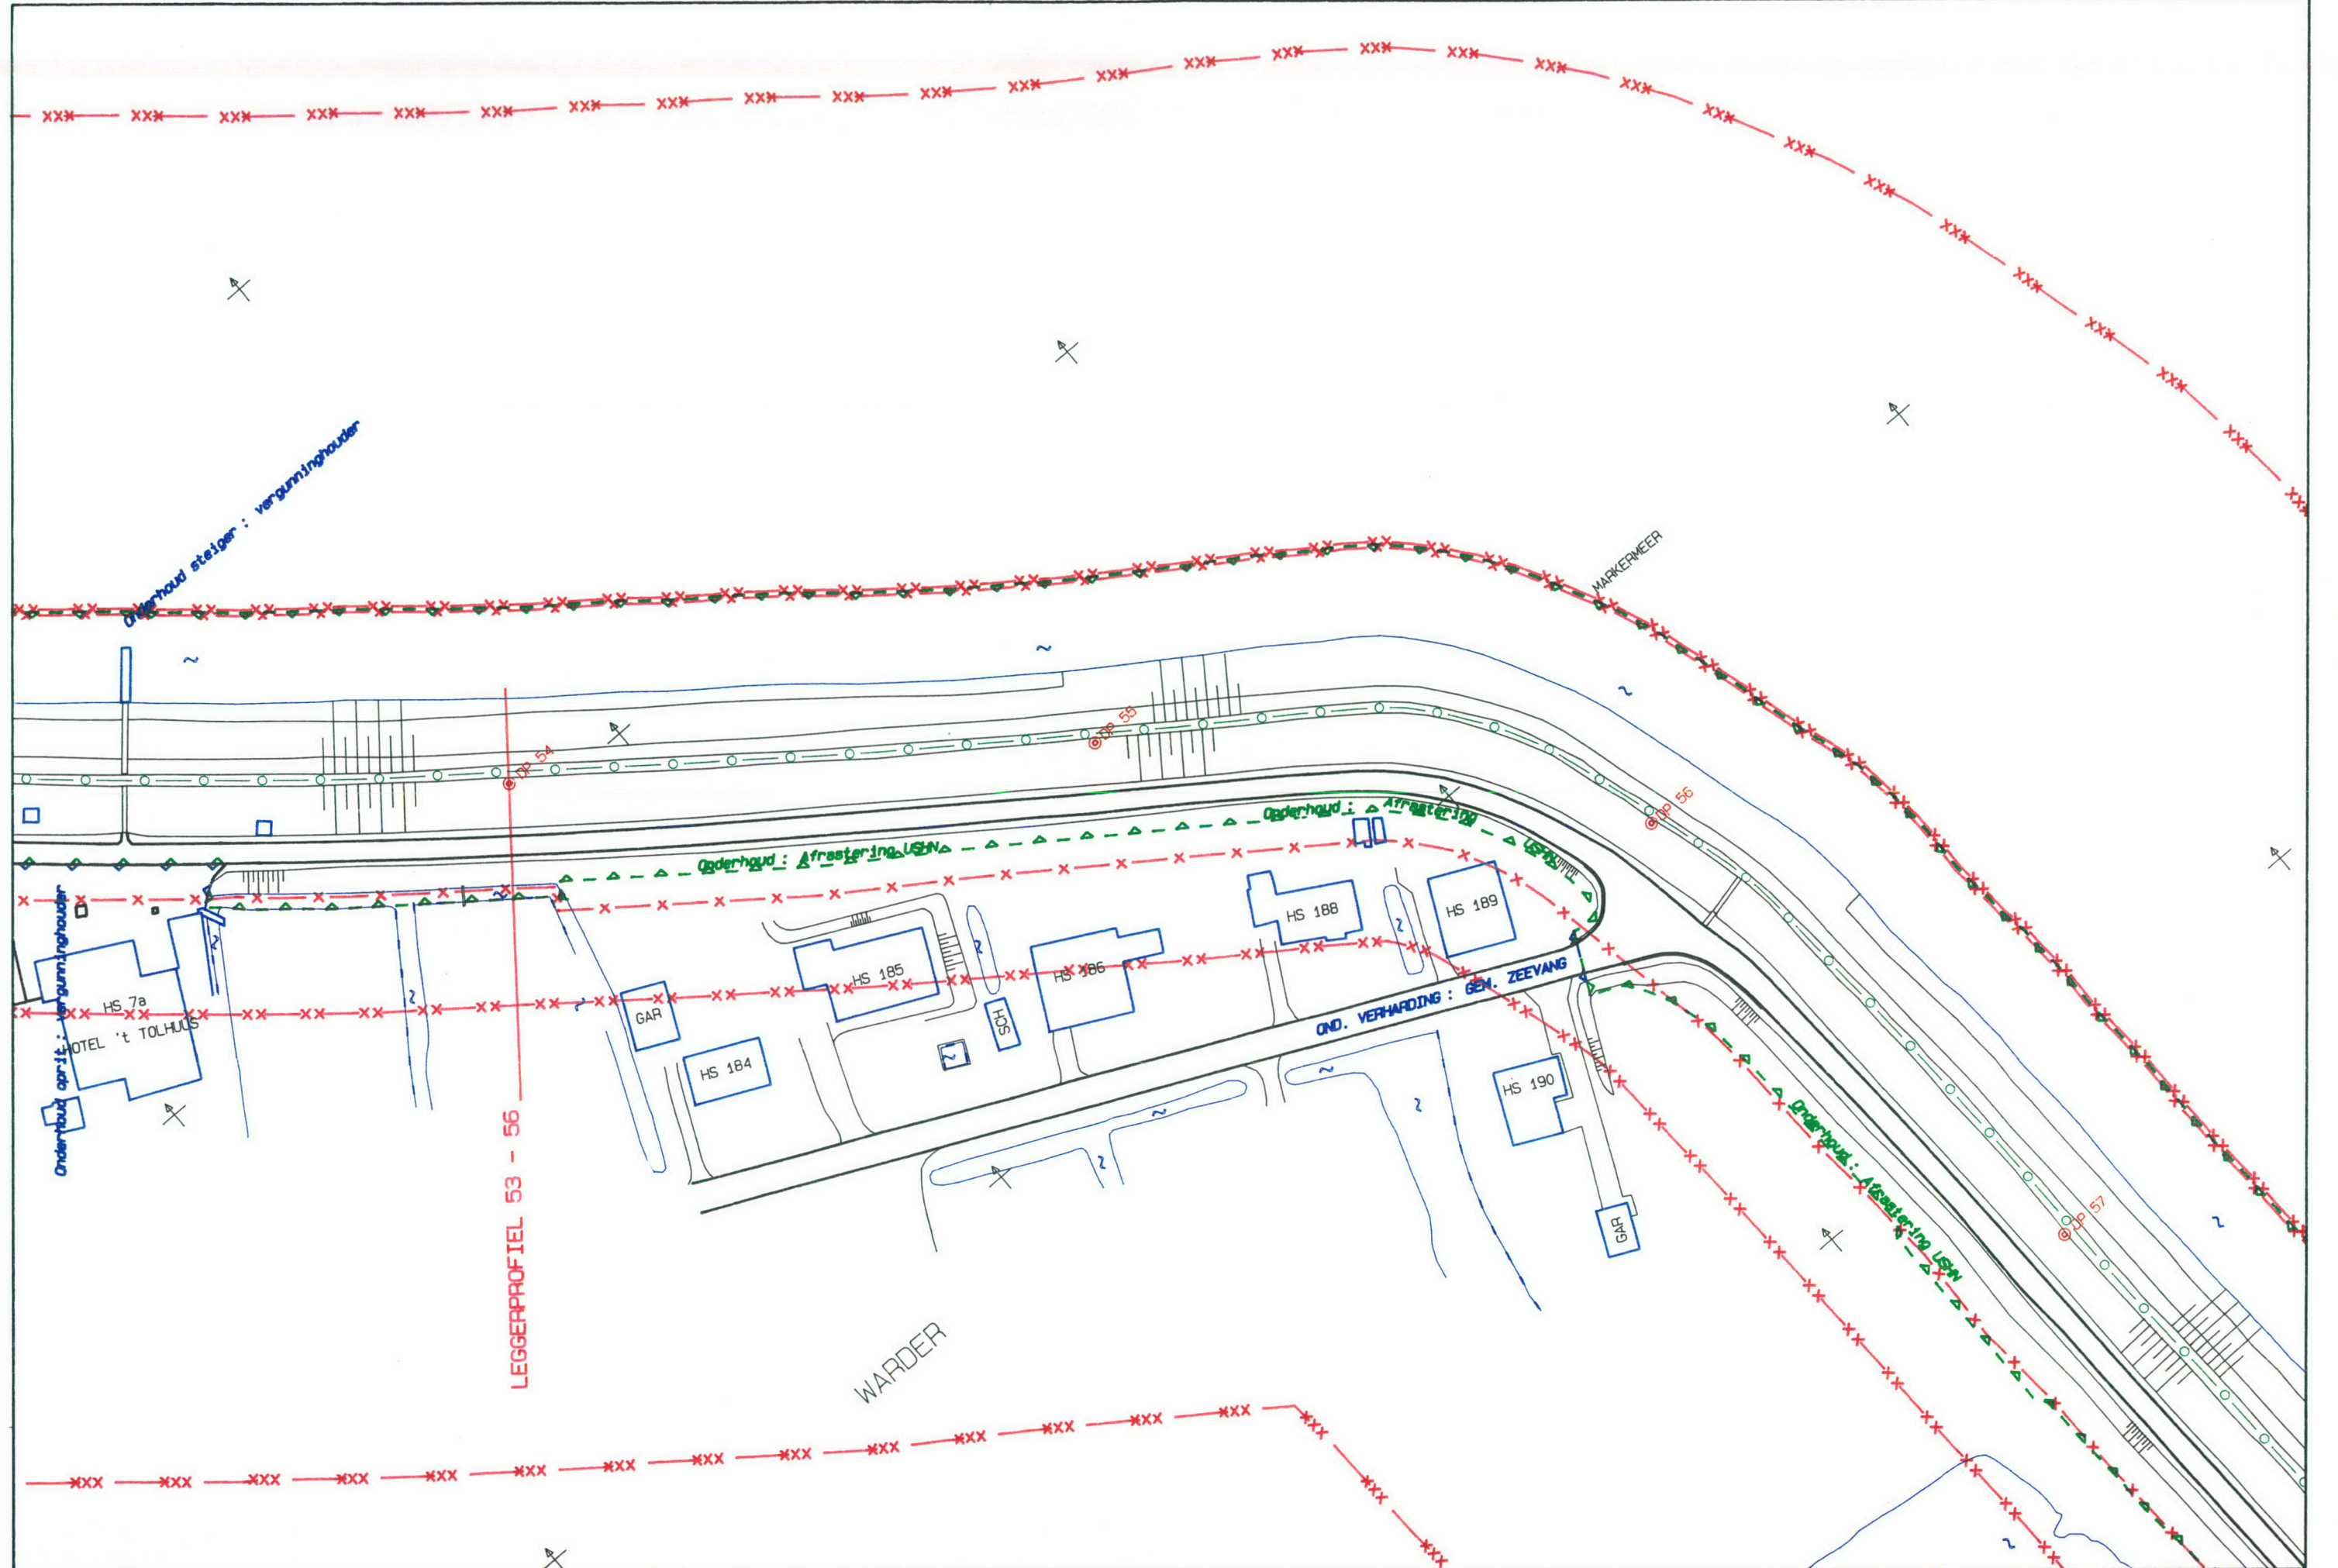 Onderhoud steiger : vergunninghouder
MARKERMEER
DP 54
DP 55
DP 56
DP 57
Onderhoud : Afrastering
USHN
Onderhoud : Afrastering USHN
Onderhoud oprit : vergunninghouder
HS 7a
HOTEL 't TOLHUUS
GAR
HS 184
HS 185
SCH
HS 186
HS 188
HS 189
OND. VERHARDING : GEM. ZEEVANG
HS 190
GAR
Onderhoud : Afrastering USHN
LEGGERPROFIEL 53 - 56
WARDER